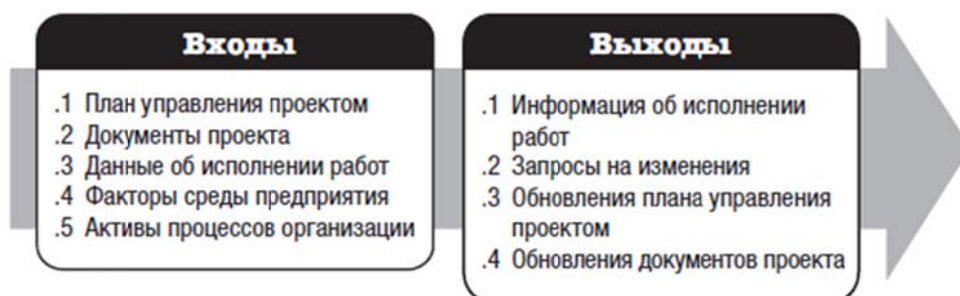 Входы
.1 План управления проектом
.2 Документы проекта
.3 Данные об исполнении работ
.4 Факторы среды предприятия
.5 Активы процессов организации
Выходы
.1 Информация об исполнении
работ
.2 Запросы на изменения
.3 Обновления плана управления
проектом
.4 Обновления документов проекта